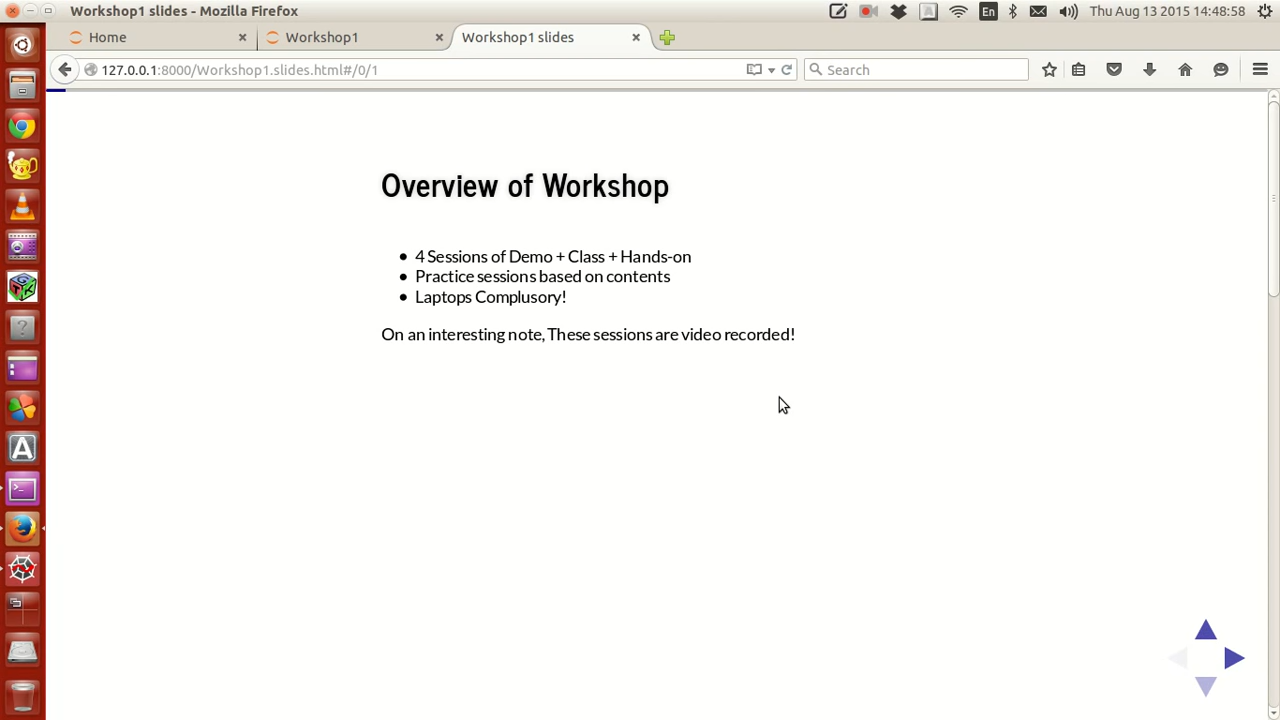 Workshop1 slides - Mozilla Firefox
En
Thu Aug 13 2015 14:48:58
Home
Workshop1
Workshop1 slides
127.0.0.1:8000/Workshop1.slides.html#/0/1
Search
Overview of Workshop
4 Sessions of Demo + Class + Hands-on
Practice sessions based on contents
Laptops Complusory!
On an interesting note, These sessions are video recorded!